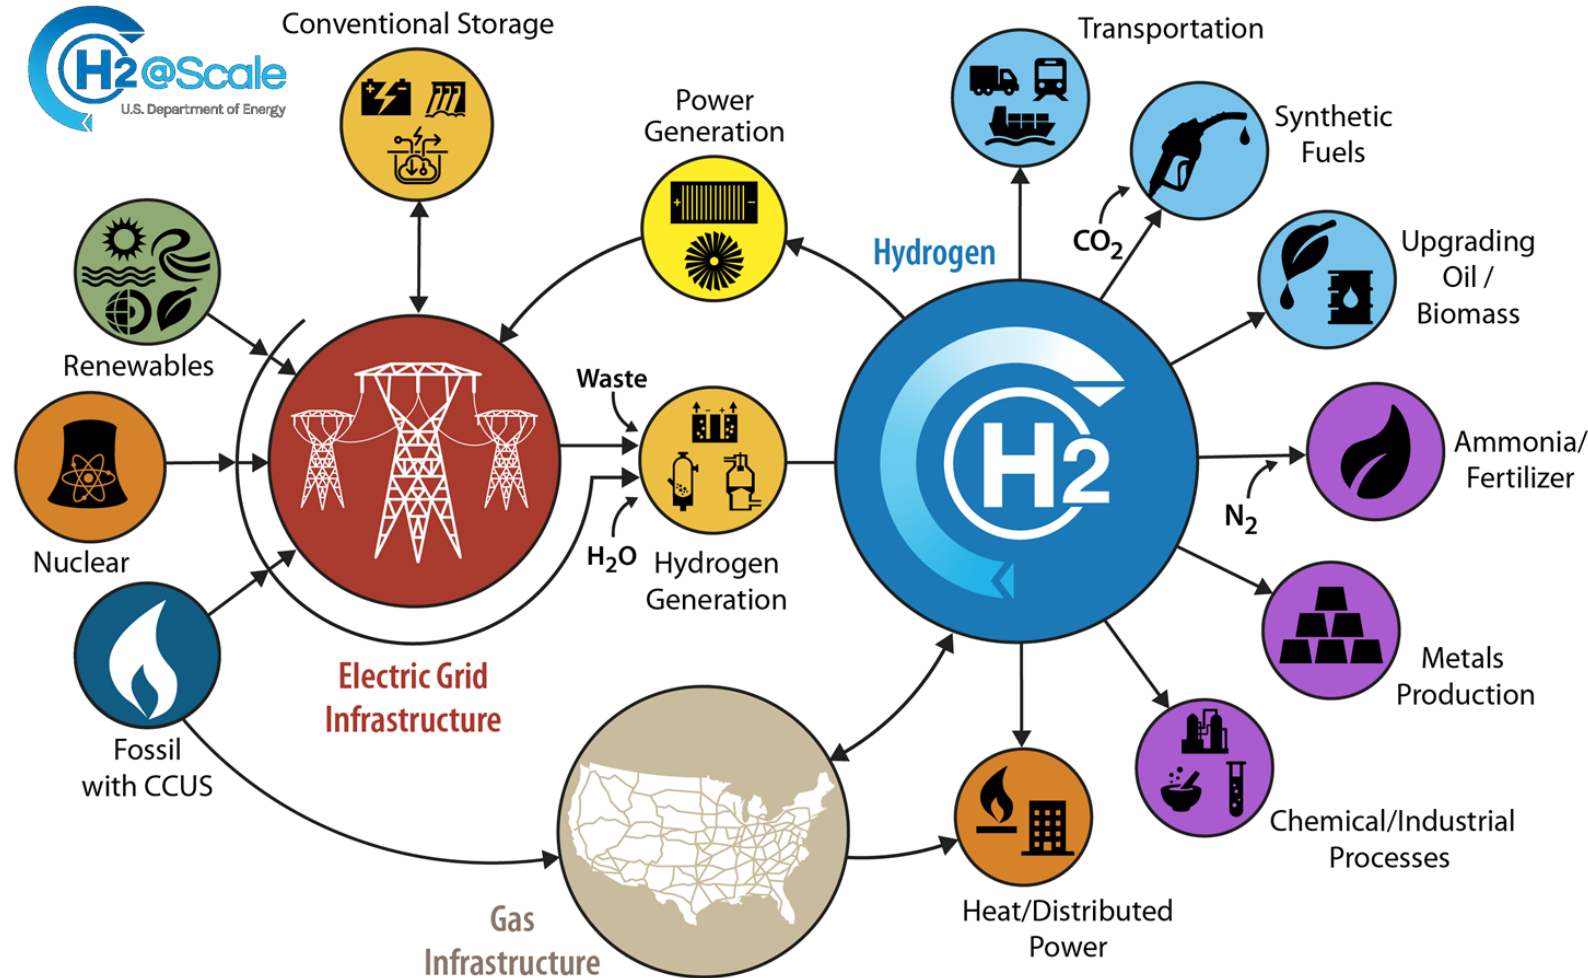 H2@Scale
U.S. Department of Energy
Conventional Storage
Power
Generation
Transportation
Synthetic
Fuels
CO₂
Hydrogen
Upgrading
Oil /
Biomass
Renewables
Waste
H2
Ammonia/
Fertilizer
N₂
Nuclear
H₂O
Hydrogen
Generation
Electric Grid
Infrastructure
Metals
Production
Fossil
with CCUS
Chemical/Industrial
Processes
Heat/Distributed
Power
Gas
Infrastructure